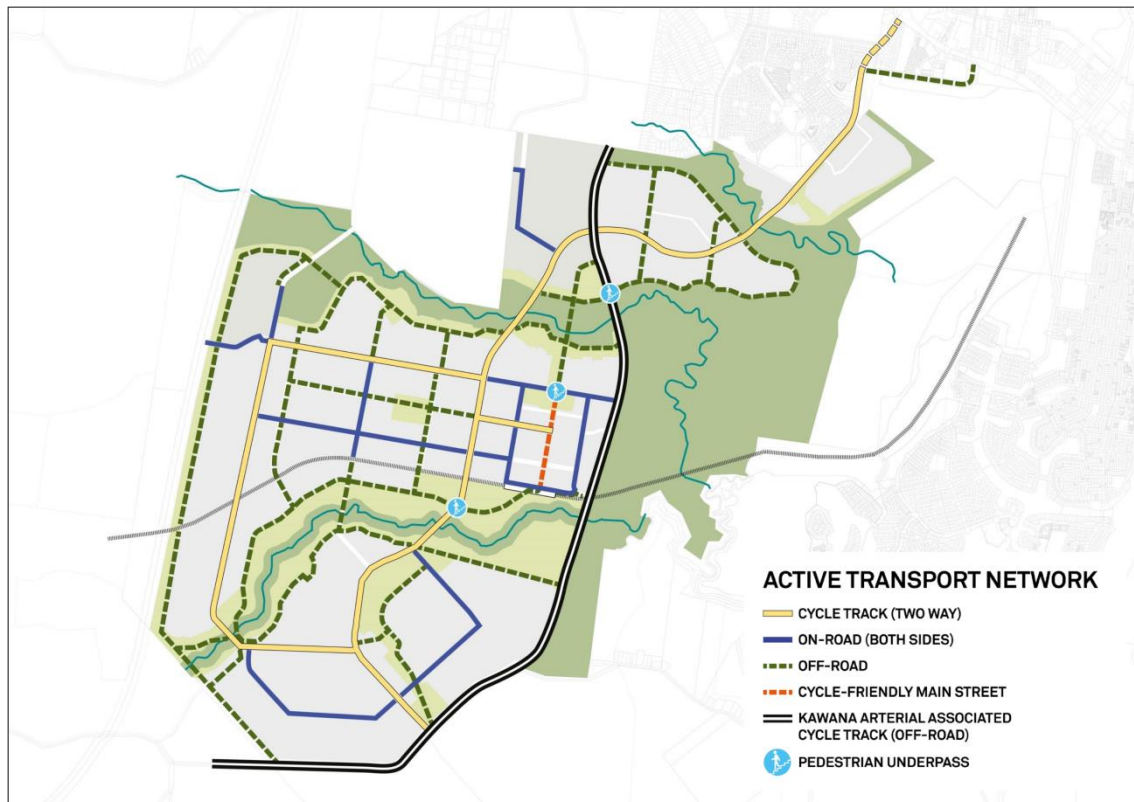 ACTIVE TRANSPORT NETWORK
CYCLE TRACK (TWO WAY)
ON-ROAD (BOTH SIDES)
OFF-ROAD
CYCLE-FRIENDLY MAIN STREET
KAWANA ARTERIAL ASSOCIATED
CYCLE TRACK (OFF-ROAD)
PEDESTRIAN UNDERPASS